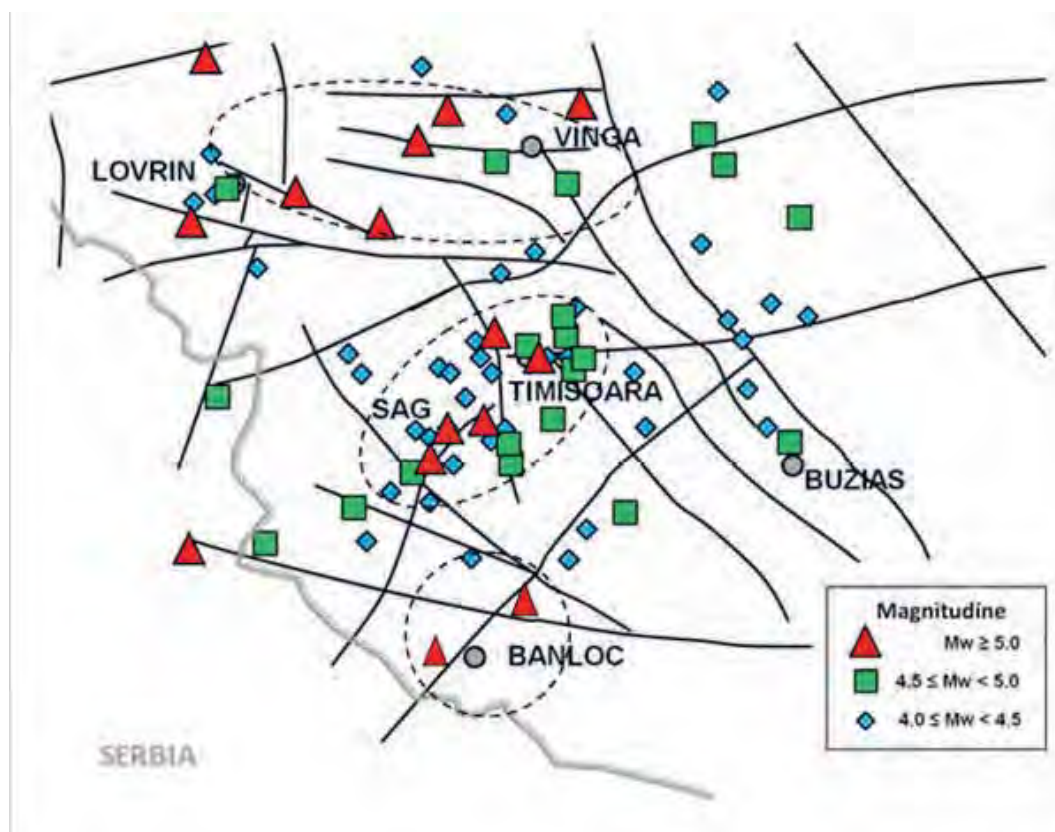 VINGA
LOVRIN
TIMISOARA
SAG
BUZIAS
BANLOC
SERBIA
Magnitudine
Mw ≥ 5.0
4.5 ≤ Mw < 5.0
4.0 ≤ Mw < 4.5